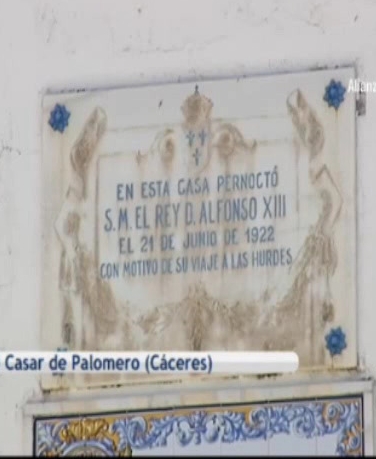 Alianz
EN ESTA CASA PERNOCTÓ
S.M. EL REY D. ALFONSO XIII
EL 21 DE JUNIO DE 1922
CON MOTIVO DE SU VIAJE A LAS HURDES
Casar de Palomero (Cáceres)